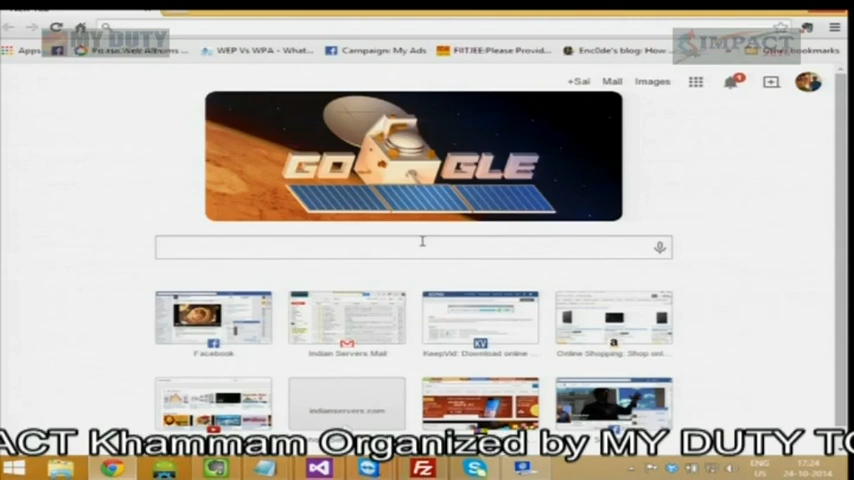 MY DUTY
IMPACT
Apps
WEP Vs WPA - What...
Campaign: My Ads
FIITJEE:Please Provid...
Enc0de's blog: How ...
Other bookmarks
+Sai
Mail
Images
1
GOOGLE
Facebook
Indian Servers Mail
KV
KeepVid: Download online ...
Online Shopping: Shop onl...
indianservers.com
ACT Khammam Organized by MY DUTY TO
ENG
US
17:24
24-10-2014